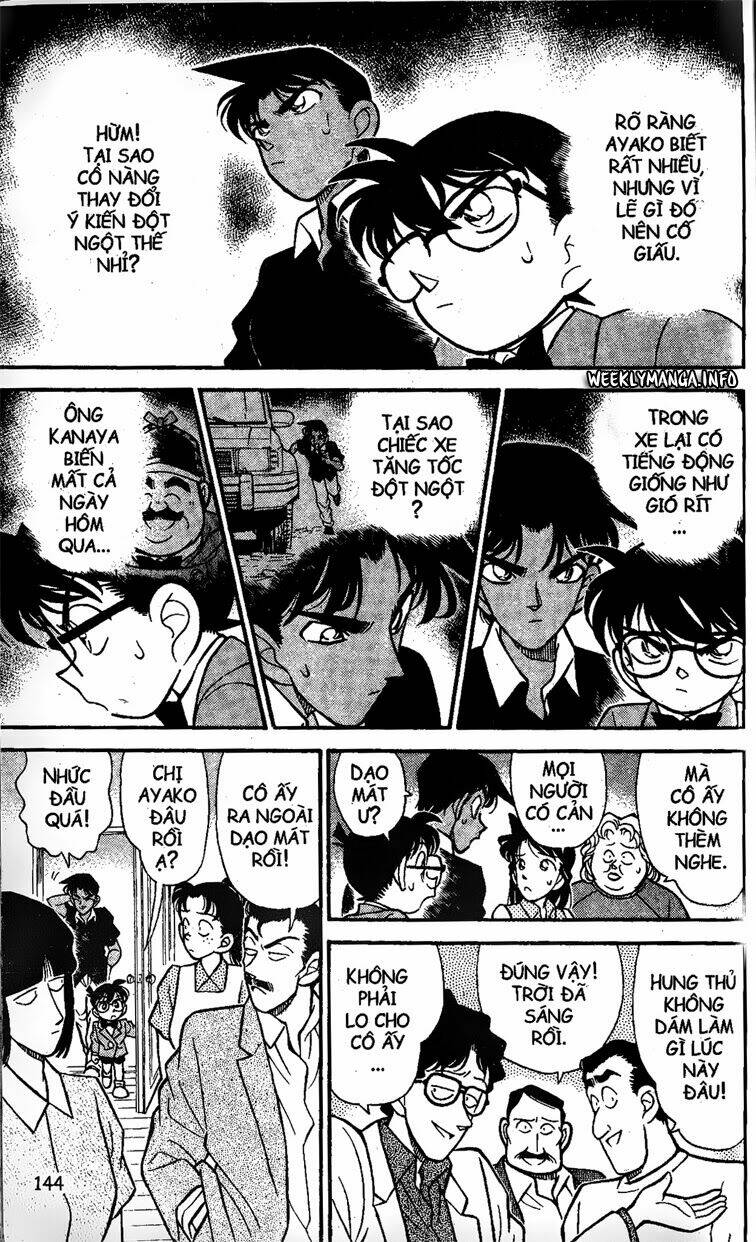 HỪM!
TẠI SAO
CÔ NÀNG
THAY ĐỔI
Ý KIẾN ĐỘT
NGỘT THẾ
NHỈ?
RÕ RÀNG
AYAKO BIẾT
RẤT NHIỀU,
NHƯNG VÌ
LẼ GÌ ĐÓ
NÊN CỐ
GIẤU.
WEEKLYMANGA.INFO
ÔNG
KANAYA
BIẾN
MẤT CẢ
NGÀY
HÔM
QUA...
TẠI SAO
CHIẾC XE
TĂNG TỐC
ĐỘT NGỘT
?
TRONG
XE LẠI CÓ
TIẾNG ĐỘNG
GIỐNG NHƯ
GIÓ RÍT
...
NHỨC
ĐẦU
QUÁ!
CHỊ
AYAKO
ĐÂU
RỒI
Ạ?
CÔ ẤY
RA NGOÀI
DẠO MÁT
RỒI!
DẠO
MÁT
Ư?
MỌI
NGƯỜI
CÓ CẢN
...
MÀ
CÔ ẤY
KHÔNG
THÈM
NGHE.
KHÔNG
PHẢI
LO CHO
CÔ ẤY
...
ĐÚNG VẬY!
TRỜI ĐÃ
SÁNG
RỒI.
HUNG THỦ
KHÔNG
DÁM LÀM
GÌ LÚC
NÀY
ĐÂU!
144